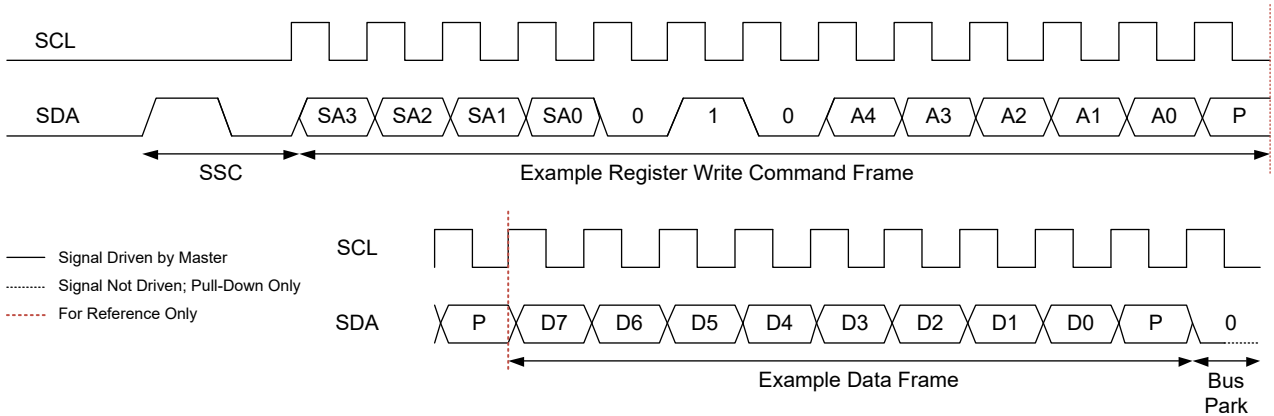 SCL
SDA SA3 SA2 SA1 SA0 0 1 0 A4 A3 A2 A1 A0 P
SSC Example Register Write Command Frame
SCL
Signal Driven by Master
Signal Not Driven; Pull-Down Only
For Reference Only
SDA P D7 D6 D5 D4 D3 D2 D1 D0 P 0
Example Data Frame
Bus
Park